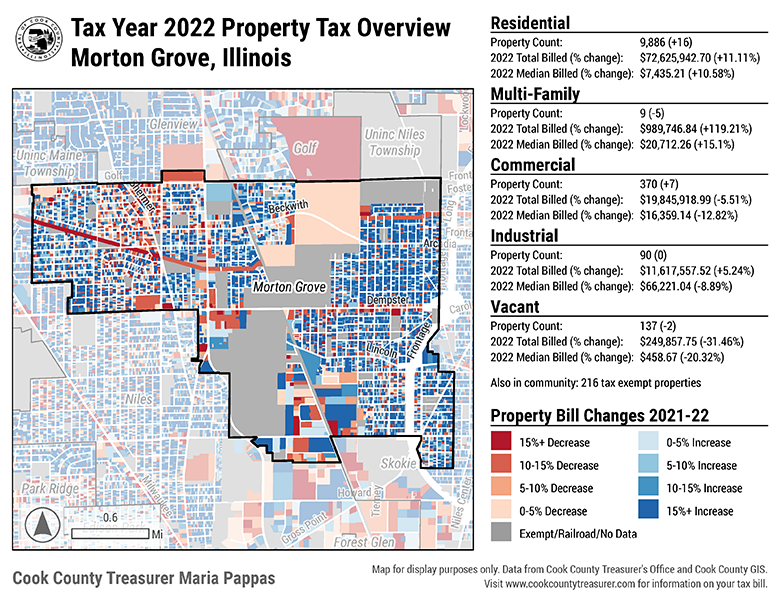 Tax Year 2022 Property Tax Overview
Morton Grove, Illinois
Glenview
Uninc Maine
Township
Golf
Golf
Uninc Niles
Township
Beckwith
Long
Arcadia
Morton Grove
Dempster
Lincoln
Frontage
Niles
Milwaukee
Skokie
Park Ridge
Howard
Gross Point
Forest Glen
Niles Center
0.6
Mi
Residential
Property Count: 9,886 (+16)
2022 Total Billed (% change): $72,625,942.70 (+11.11%)
2022 Median Billed (% change): $7,435.21 (+10.58%)
Multi-Family
Property Count: 9 (-5)
2022 Total Billed (% change): $989,746.84 (+119.21%)
2022 Median Billed (% change): $20,712.26 (+15.1%)
Commercial
Property Count: 370 (+7)
2022 Total Billed (% change): $19,845,918.99 (-5.51%)
2022 Median Billed (% change): $16,359.14 (-12.82%)
Industrial
Property Count: 90 (0)
2022 Total Billed (% change): $11,617,557.52 (+5.24%)
2022 Median Billed (% change): $66,221.04 (-8.89%)
Vacant
Property Count: 137 (-2)
2022 Total Billed (% change): $249,857.75 (-31.46%)
2022 Median Billed (% change): $458.67 (-20.32%)
Also in community: 216 tax exempt properties
Property Bill Changes 2021-22
15%+ Decrease
10-15% Decrease
5-10% Decrease
0-5% Decrease
Exempt/Railroad/No Data
0-5% Increase
5-10% Increase
10-15% Increase
15%+ Increase
Cook County Treasurer Maria Pappas
Map for display purposes only. Data from Cook County Treasurer's Office and Cook County GIS.
Visit www.cookcountytreasurer.com for information on your tax bill.